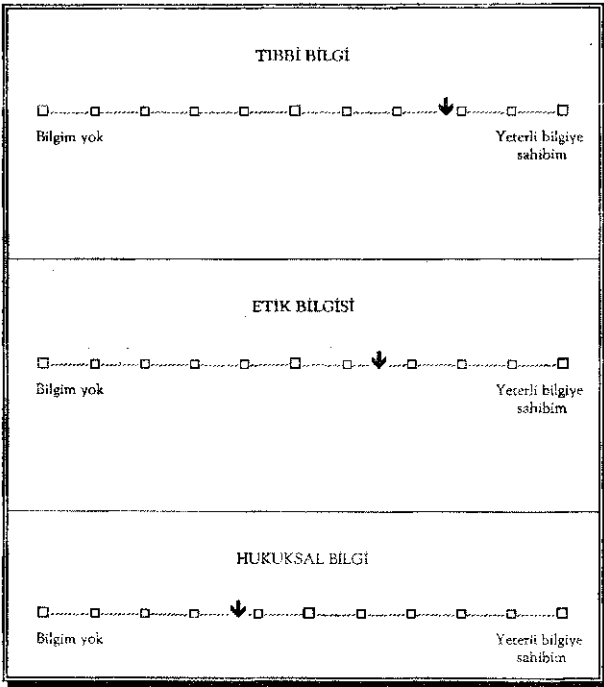 TIBBİ BİLGİ
Bilgim yok
Yeterli bilgiye
sahibim
ETİK BİLGİSİ
Bilgim yok
Yeterli bilgiye
sahibim
HUKUKSAL BİLGİ
Bilgim yok
Yeterli bilgiye
sahibim